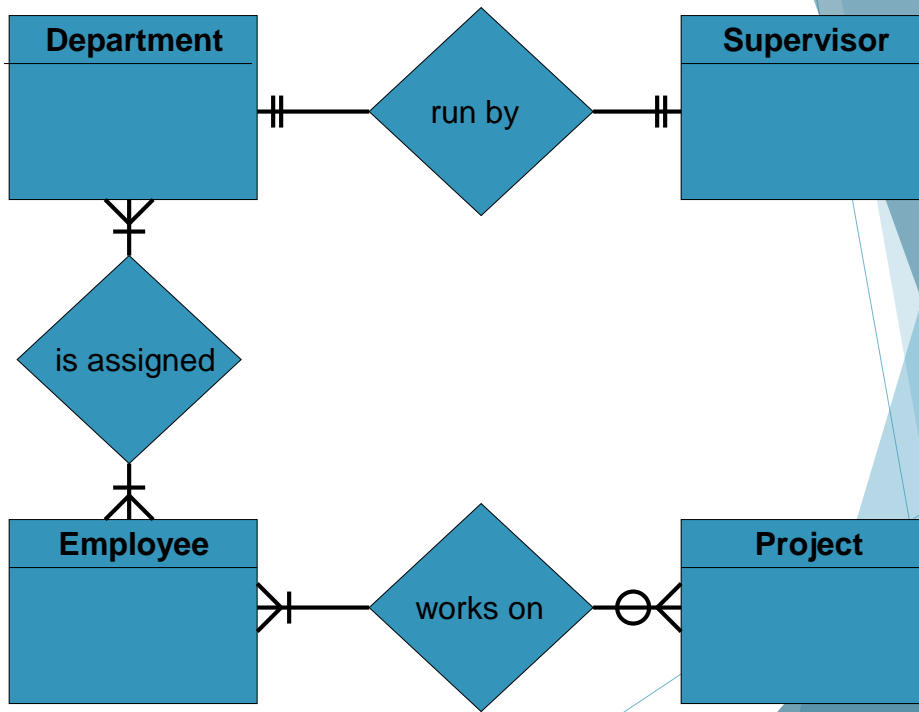 Department
Supervisor
run by
is assigned
Employee
Project
works on